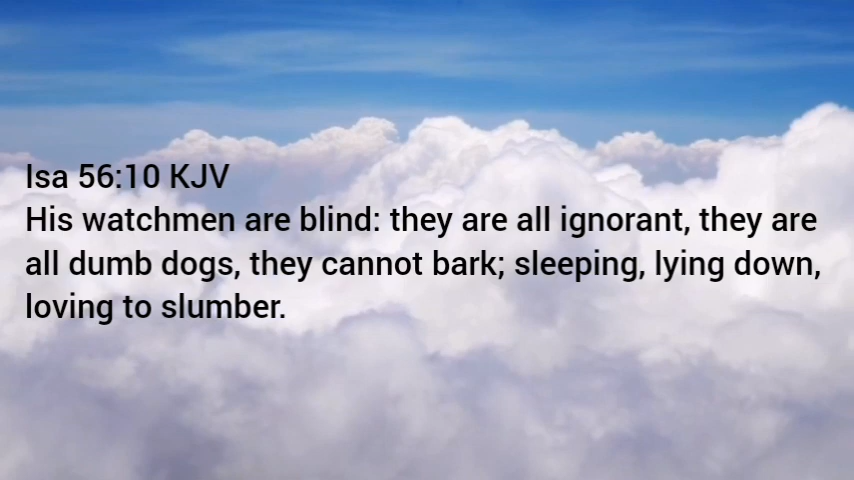 Isa 56:10 KJV
His watchmen are blind: they are all ignorant, they are
all dumb dogs, they cannot bark; sleeping, lying down,
loving to slumber.